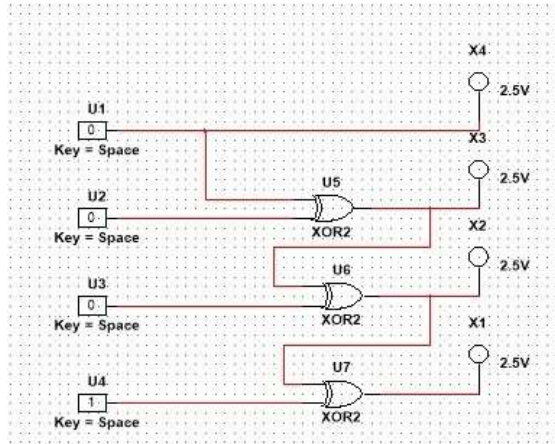 X4
2.5V
U1
0
Key = Space
X3
2.5V
U2
0
Key = Space
U5
XOR2
X2
2.5V
U3
0
Key = Space
U6
XOR2
X1
2.5V
U4
1
Key = Space
U7
XOR2